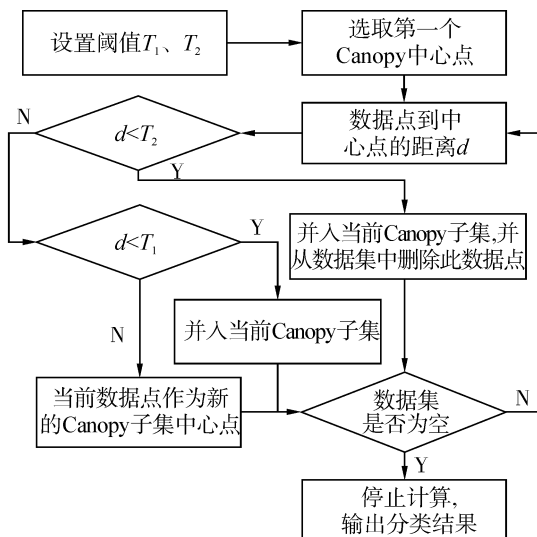 设置阈值T₁、T₂
选取第一个
Canopy中心点
数据点到中
心点的距离d
N
d<T₂
Y
并入当前Canopy子集,并
从数据集中删除此数据点
d<T₁
Y
并入当前Canopy子集
N
当前数据点作为新
的Canopy子集中心点
数据集
是否为空
N
Y
停止计算,
输出分类结果